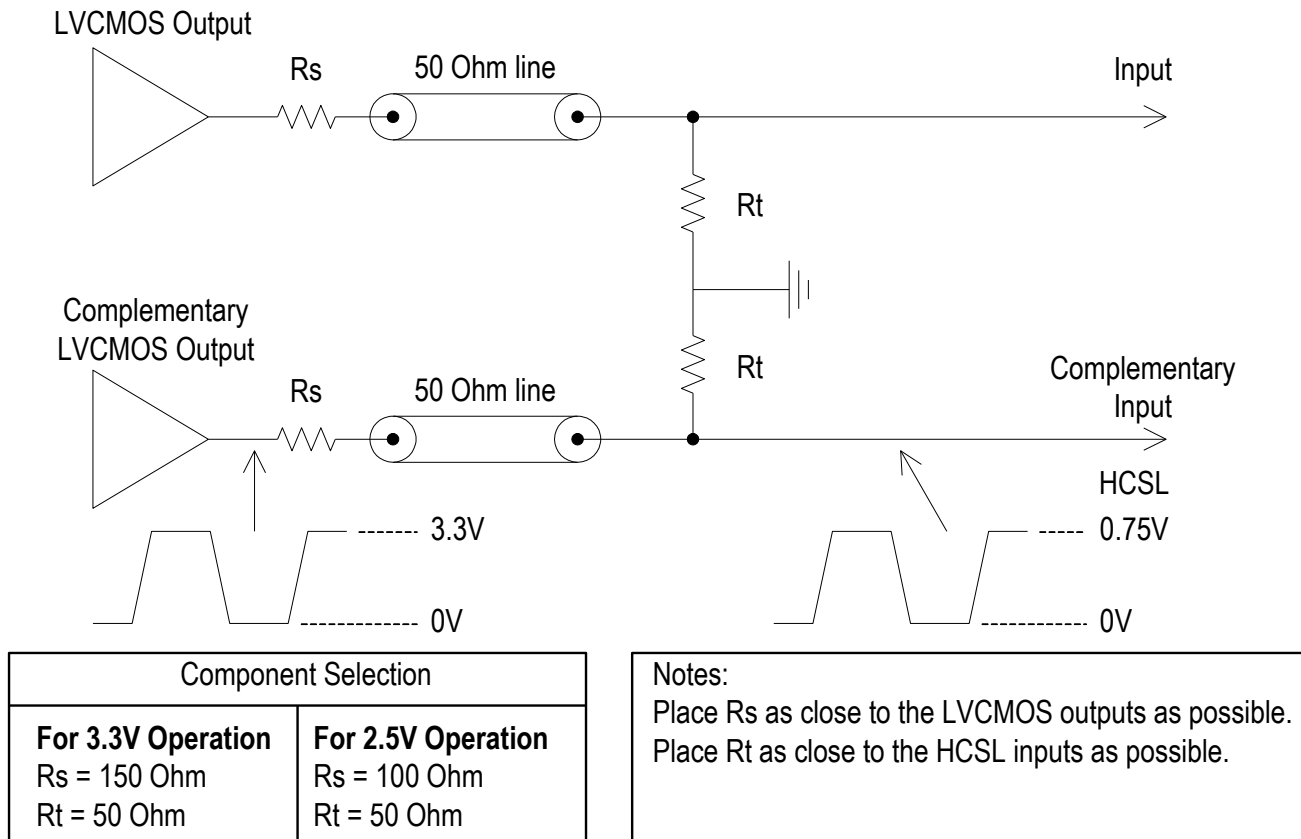 LVCMOS Output
Rs
50 Ohm line
Input
Rt
Complementary
LVCMOS Output
Rs
50 Ohm line
Rt
Complementary
Input
HCSL
3.3V
0V
0.75V
0V
Component Selection
For 3.3V Operation
Rs = 150 Ohm
Rt = 50 Ohm
For 2.5V Operation
Rs = 100 Ohm
Rt = 50 Ohm
Notes:
Place Rs as close to the LVCMOS outputs as possible.
Place Rt as close to the HCSL inputs as possible.